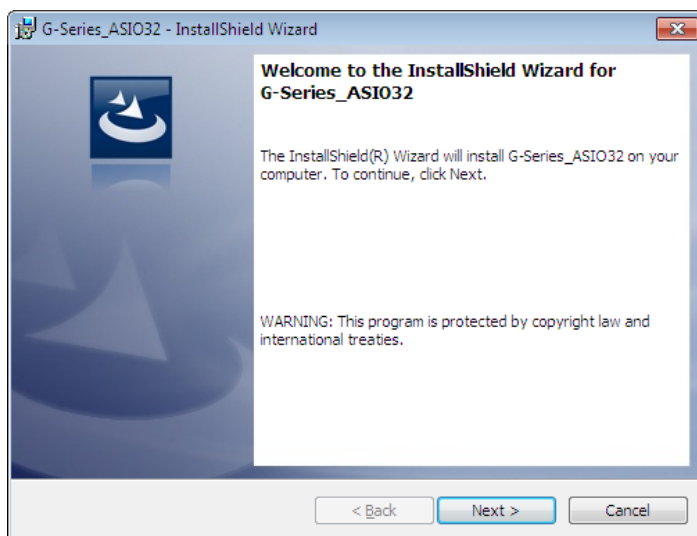 G-Series_ASIO32 - InstallShield Wizard
Welcome to the InstallShield Wizard for
G-Series_ASIO32
The InstallShield(R) Wizard will install G-Series_ASIO32 on your
computer. To continue, click Next.
WARNING: This program is protected by copyright law and
international treaties.
< Back
Next >
Cancel